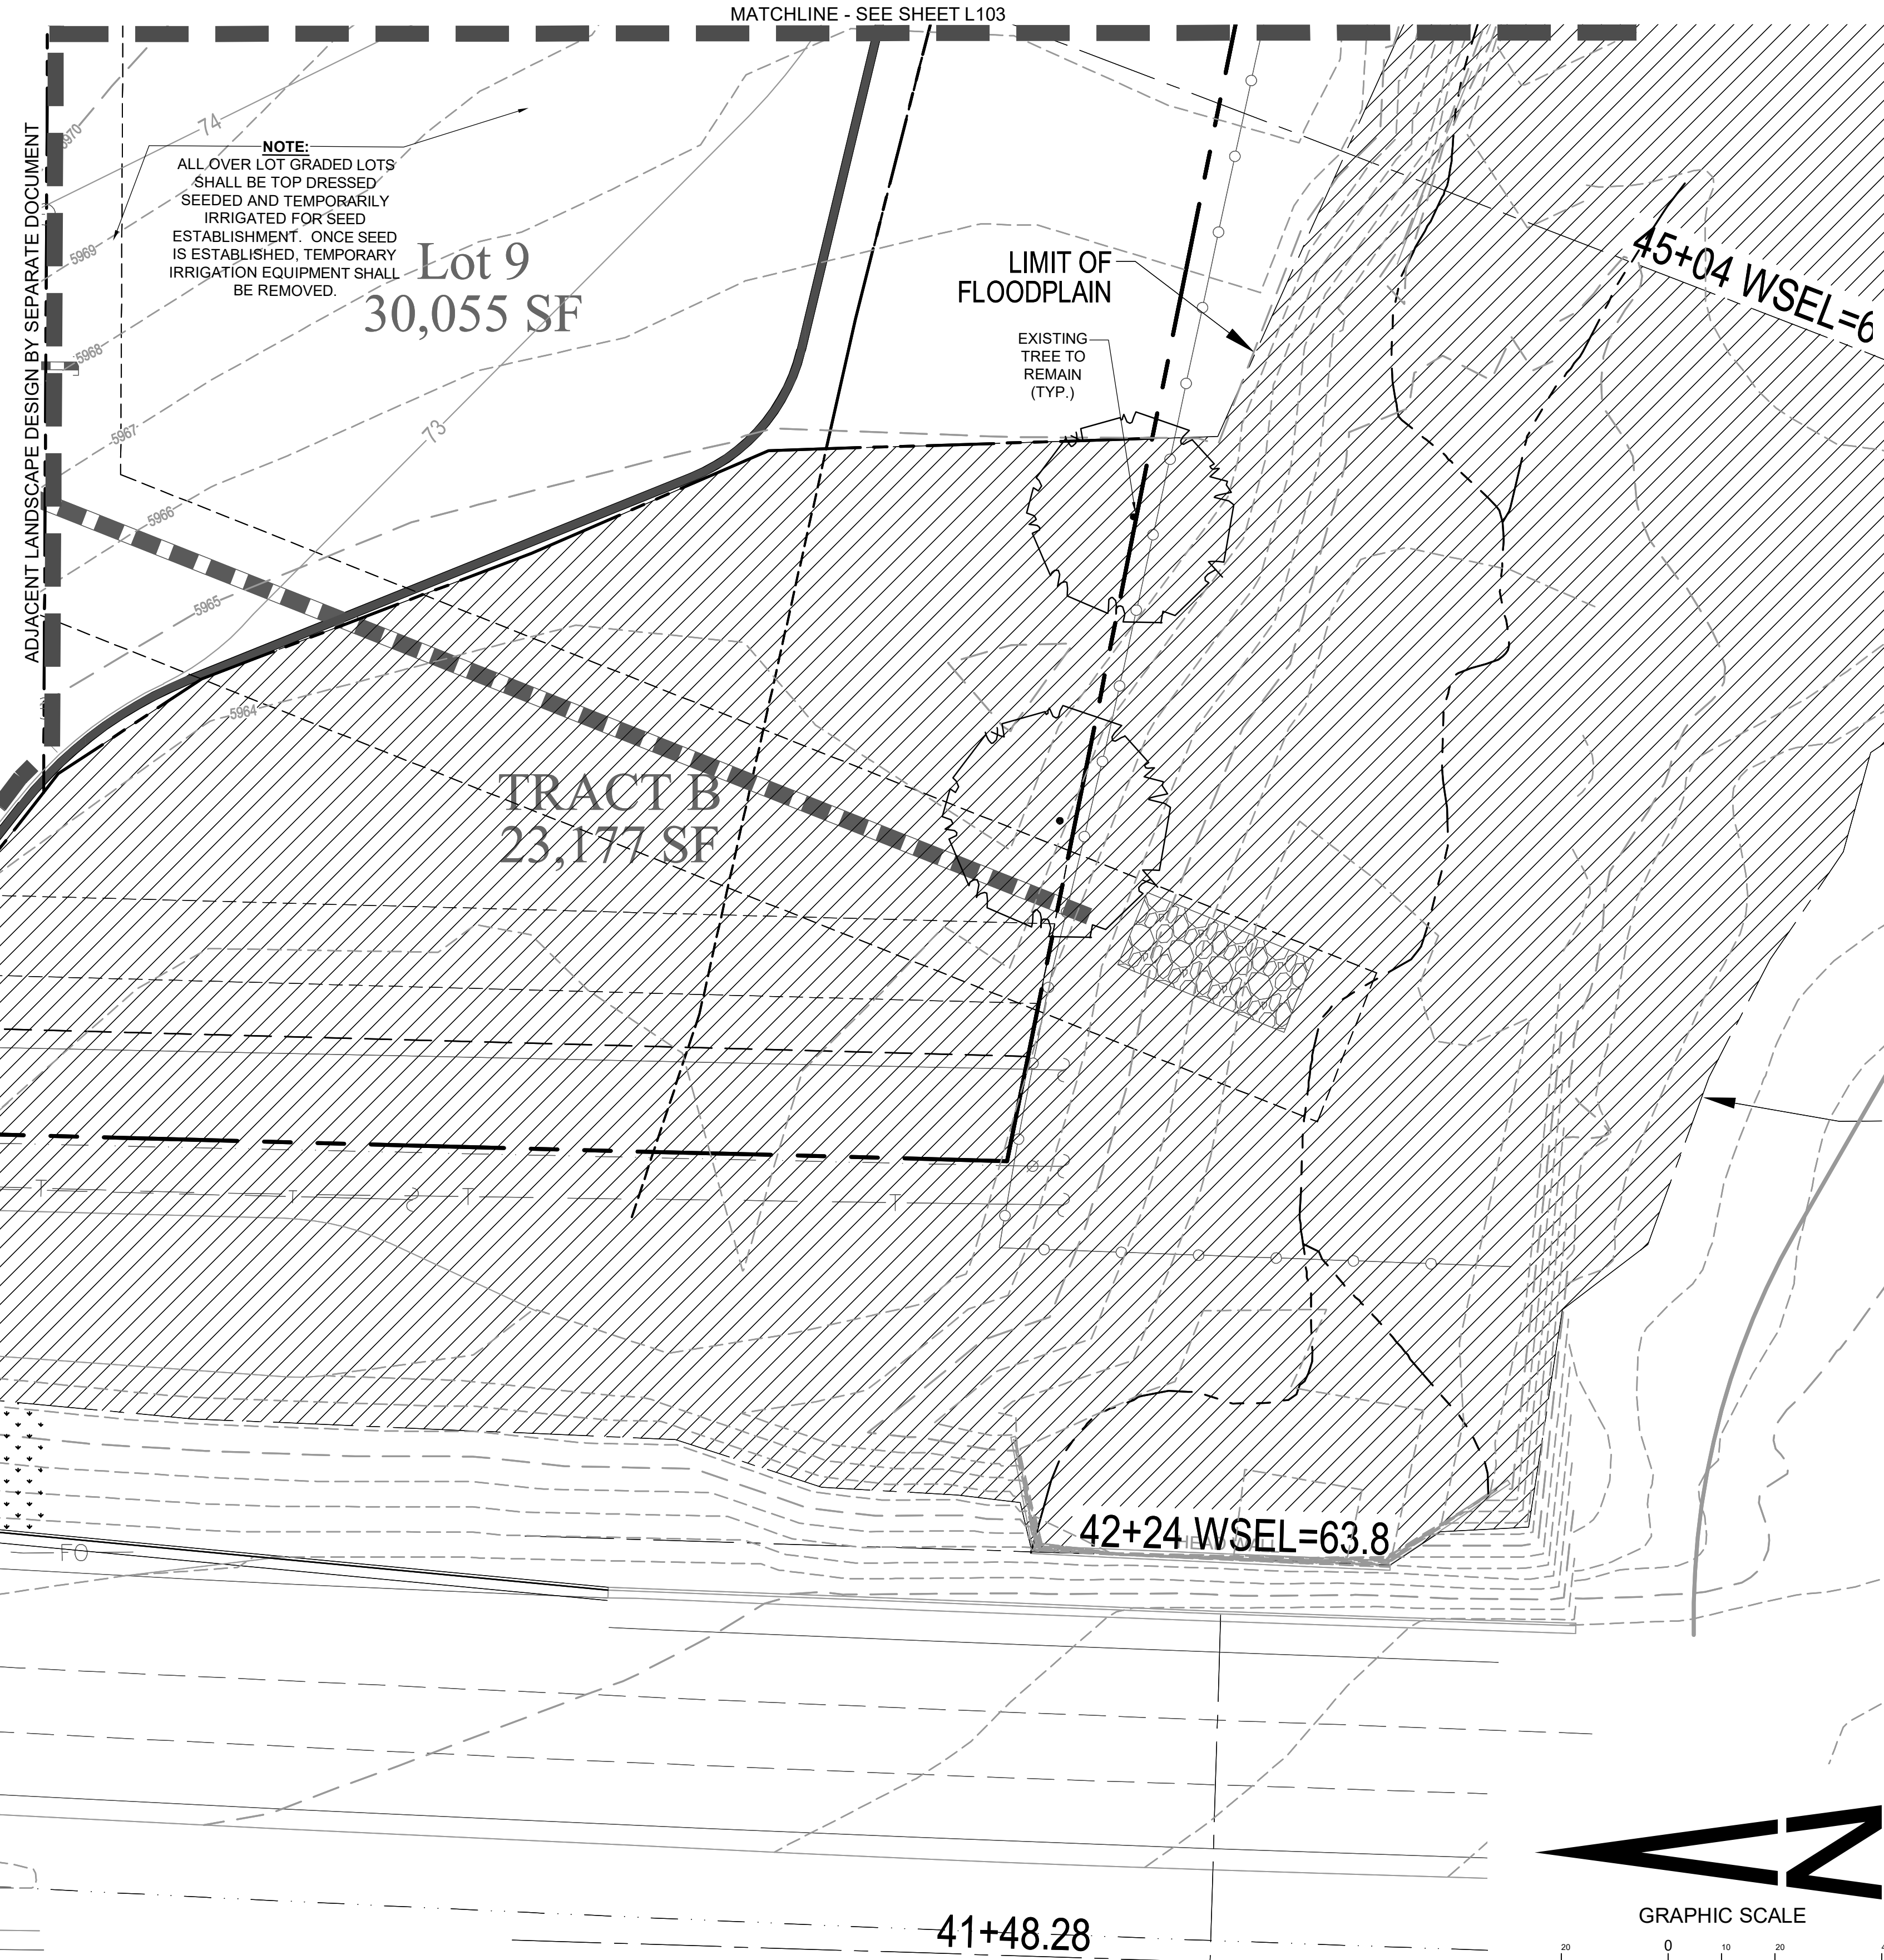 MATCHLINE - SEE SHEET L103
ADJACENT LANDSCAPE DESIGN BY SEPARATE DOCUMENT
5970
74
NOTE:
ALL OVER LOT GRADED LOTS
SHALL BE TOP DRESSED
SEEDED AND TEMPORARILY
IRRIGATED FOR SEED
ESTABLISHMENT. ONCE SEED
IS ESTABLISHED, TEMPORARY
IRRIGATION EQUIPMENT SHALL
BE REMOVED.
5969
Lot 9
30,055 SF
LIMIT OF
FLOODPLAIN
45+04 WSEL=6
5968
EXISTING
TREE TO
REMAIN
(TYP.)
5967
73
5966
5965
5964
TRACT B
23,177 SF
T
T
T
T
42+24 WSEL=63.8
HEADWALL
FO
N
GRAPHIC SCALE
41+48.28
20
0
10
20